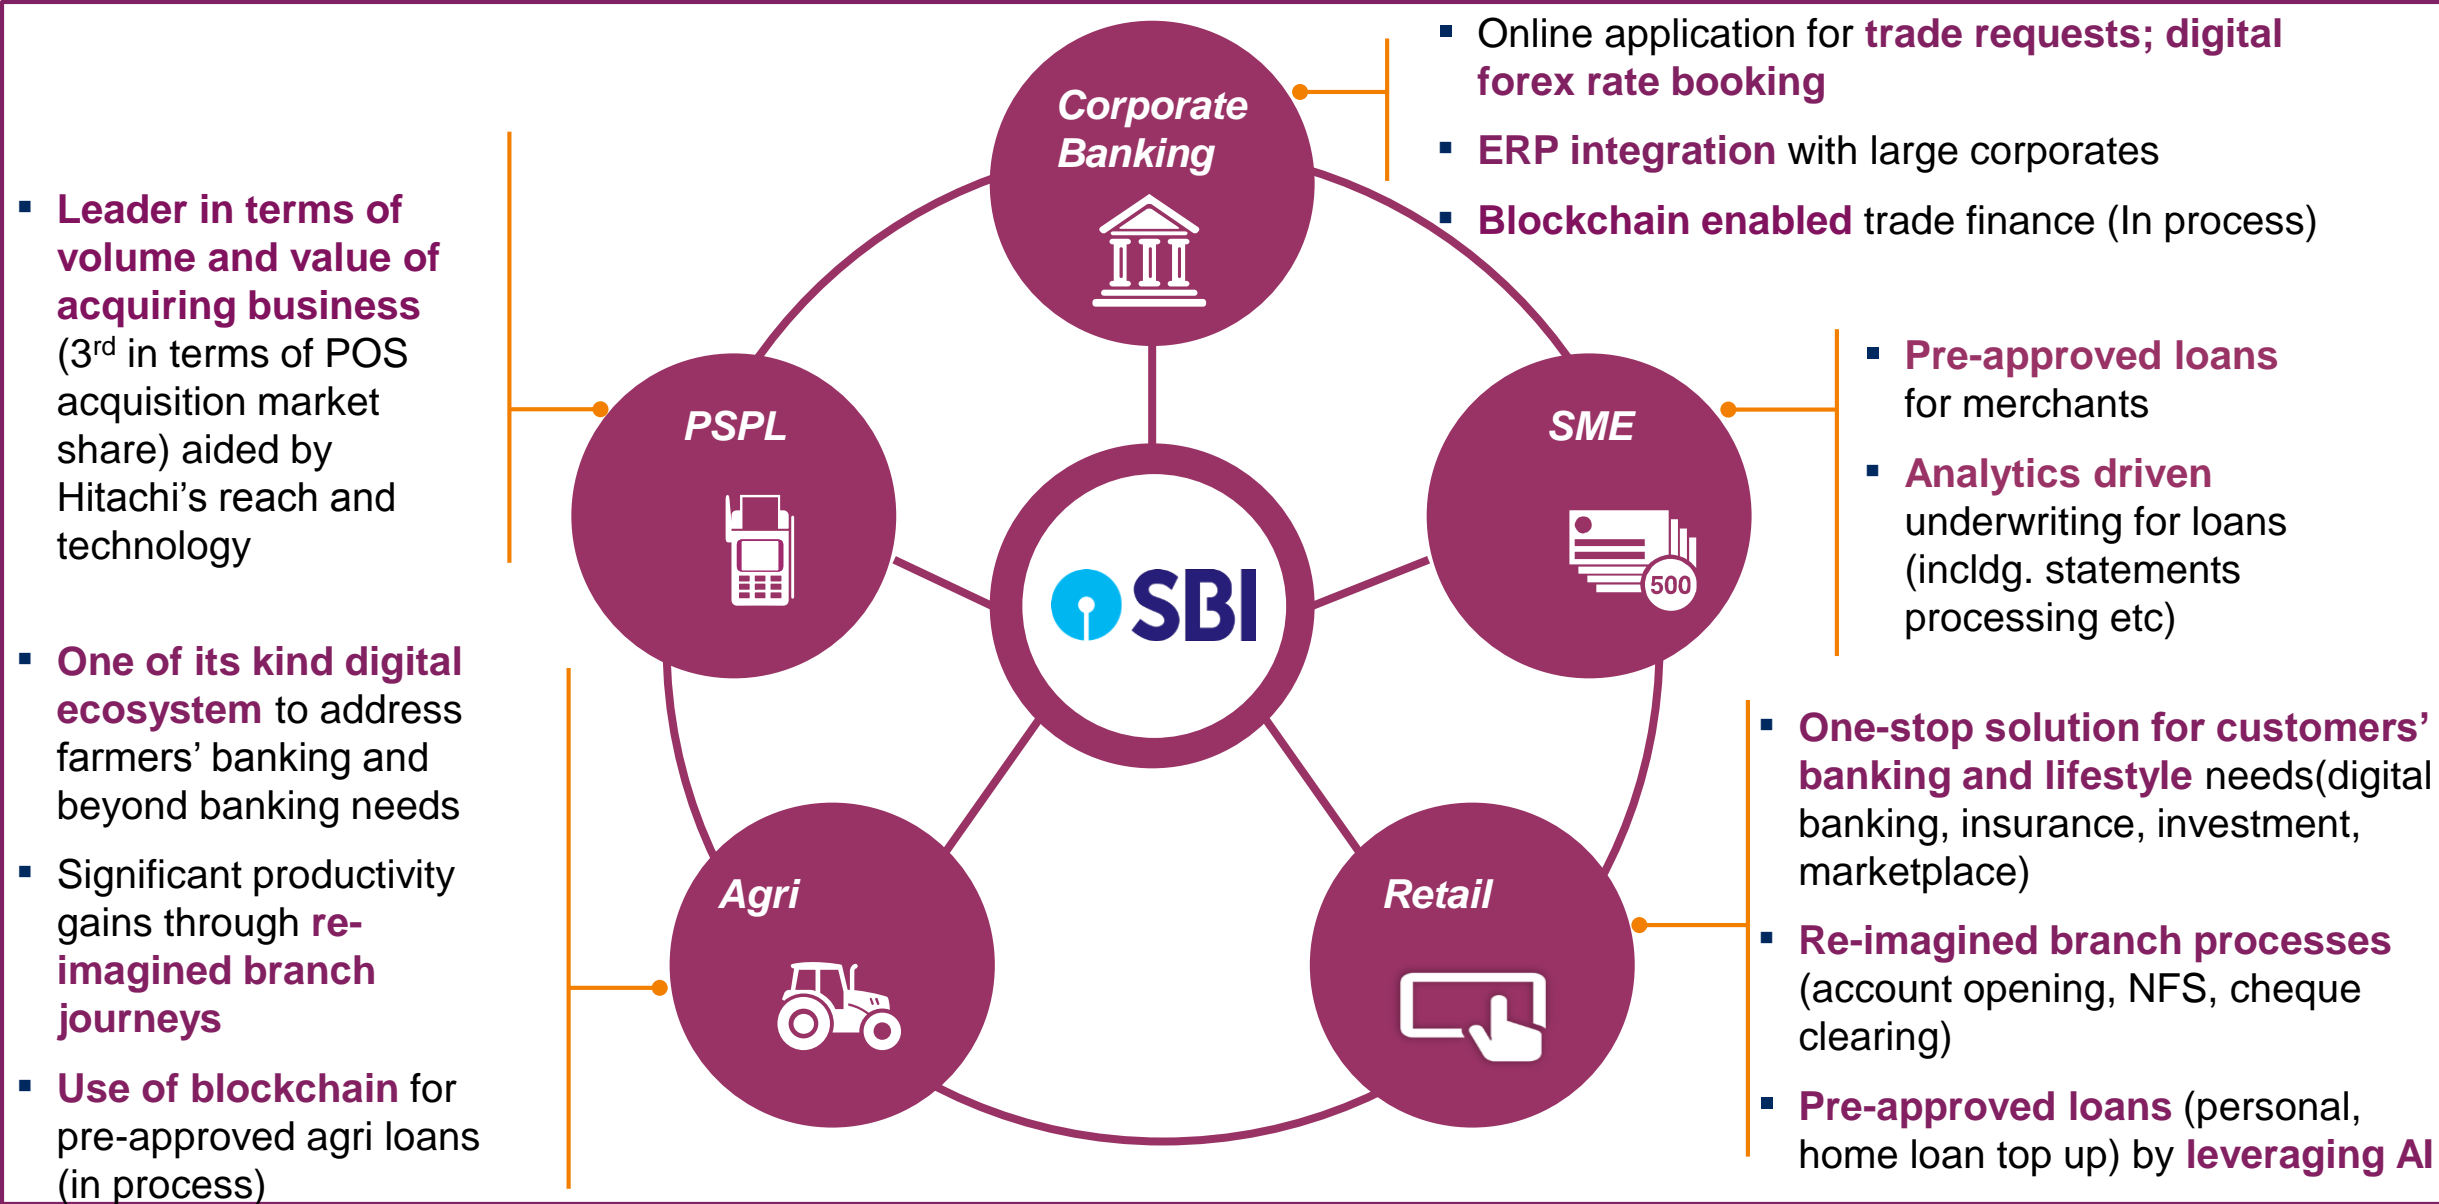 Corporate
Banking
▪ Online application for trade requests; digital
forex rate booking
▪ ERP integration with large corporates
▪ Blockchain enabled trade finance (In process)
▪ Leader in terms of
volume and value of
acquiring business
(3rd in terms of POS
acquisition market
share) aided by
Hitachi’s reach and
technology
PSPL
SME
500
▪ Pre-approved loans
for merchants
▪ Analytics driven
underwriting for loans
(incldg. statements
processing etc)
SBI
▪ One of its kind digital
ecosystem to address
farmers’ banking and
beyond banking needs
▪ Significant productivity
gains through re-
imagined branch
journeys
▪ Use of blockchain for
pre-approved agri loans
(in process)
Agri
Retail
▪ One-stop solution for customers’
banking and lifestyle needs(digital
banking, insurance, investment,
marketplace)
▪ Re-imagined branch processes
(account opening, NFS, cheque
clearing)
▪ Pre-approved loans (personal,
home loan top up) by leveraging AI